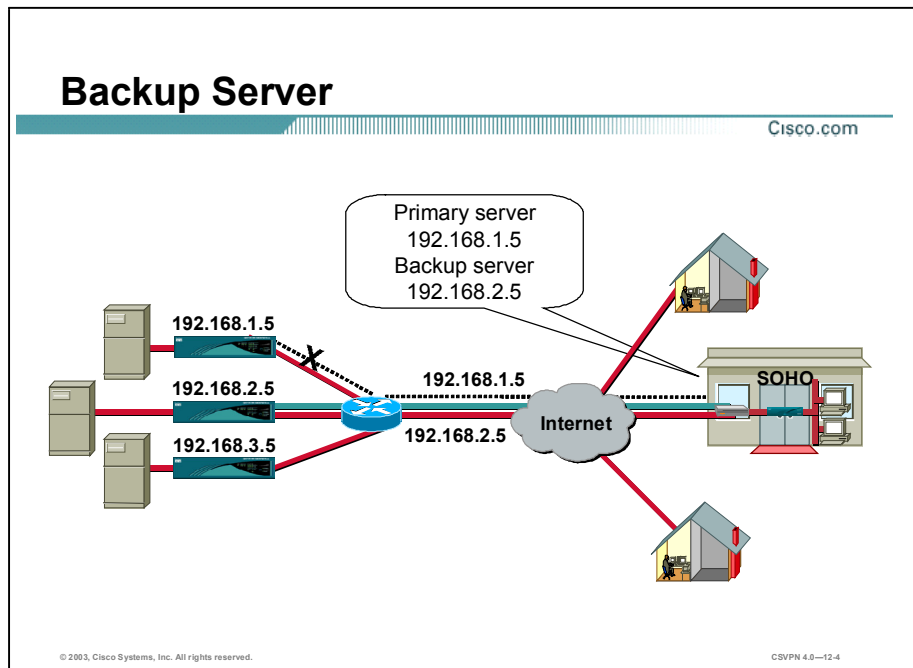 Backup Server
Cisco.com
Primary server
192.168.1.5
Backup server
192.168.2.5
192.168.1.5
X
192.168.1.5
SOHO
192.168.2.5
Internet
192.168.2.5
192.168.3.5
© 2003, Cisco Systems, Inc. All rights reserved.
CSVPN 4.0—12-4